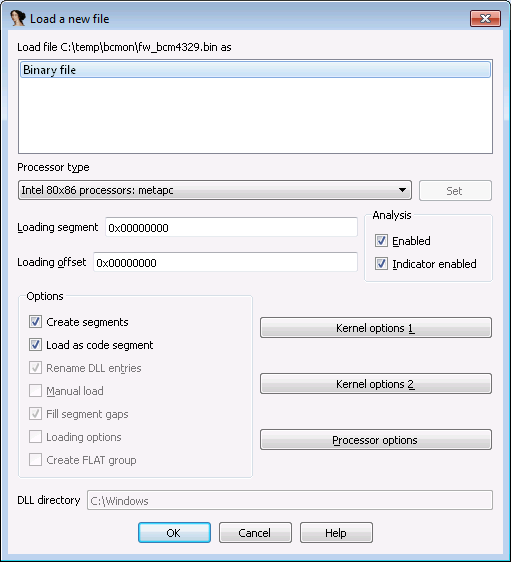 Load a new file
Load file C:\temp\bcmon\fw_bcm4329.bin as
Binary file
Processor type
Intel 80x86 processors: metapc
Set
Loading segment 0x00000000
Loading offset 0x00000000
Analysis
Enabled
Indicator enabled
Options
Create segments
Load as code segment
Rename DLL entries
Manual load
Fill segment gaps
Loading options
Create FLAT group
Kernel options 1
Kernel options 2
Processor options
DLL directory C:\Windows
OK Cancel Help